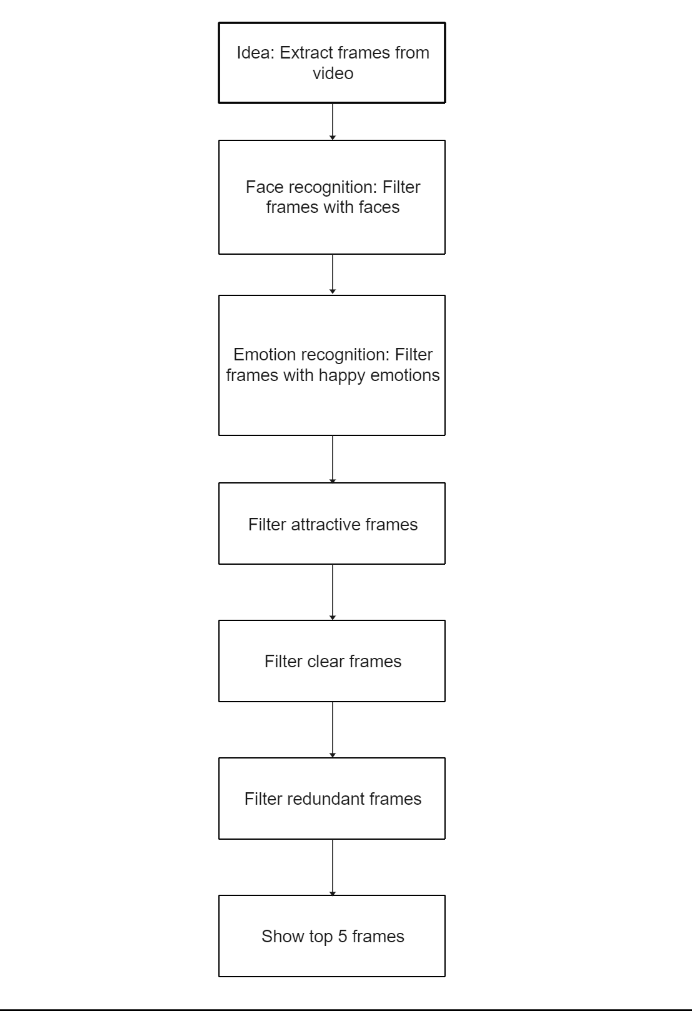 Idea: Extract frames from
video
Face recognition: Filter
frames with faces
Emotion recognition: Filter
frames with happy emotions
Filter attractive frames
Filter clear frames
Filter redundant frames
Show top 5 frames